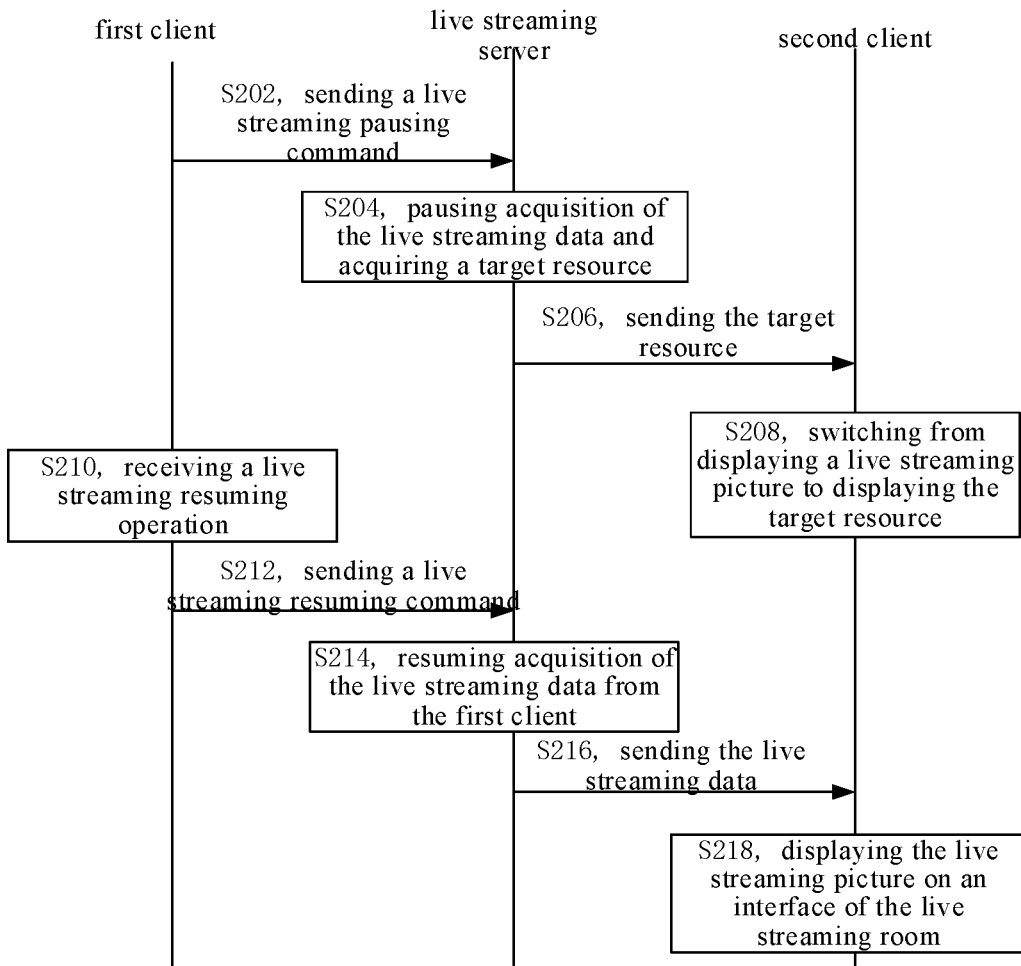 first client
live streaming
server
second client
S202, sending a live
streaming pausing
command
S204, pausing acquisition of
the live streaming data and
acquiring a target resource
S206, sending the target
resource
S208, switching from
displaying a live streaming
picture to displaying the
target resource
S210, receiving a live
streaming resuming
operation
S212, sending a live
streaming resuming command
S214, resuming acquisition of
the live streaming data from
the first client
S216, sending the live
streaming data
S218, displaying the live
streaming picture on an
interface of the live
streaming room